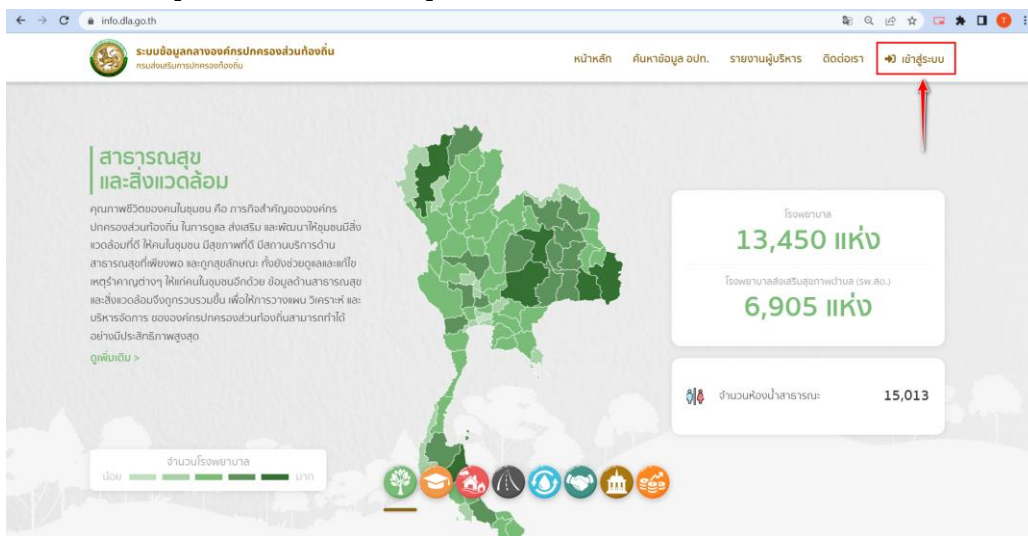 info.dla.go.th
ระบบข้อมูลกลางองค์กรปกครองส่วนท้องถิ่น
กรมส่งเสริมการปกครองท้องถิ่น
หน้าหลัก ค้นหาข้อมูล อปท. รายงานผู้บริหาร ติดต่อเรา เข้าสู่ระบบ
สาธารณสุข
และสิ่งแวดล้อม
คุณภาพชีวิตของคนในชุมชน คือ ภารกิจสำคัญขององค์กร
ปกครองส่วนท้องถิ่น ในการดูแล ส่งเสริม และพัฒนาให้ชุมชนมีสิ่ง
แวดล้อมที่ดี ให้คนในชุมชน มีสุขภาพที่ดี มีสถานบริการด้าน
สาธารณสุขที่เพียงพอ และถูกสุขลักษณะ ทั้งยังช่วยดูแลและแก้ไข
เหตุรำคาญต่างๆ ให้แก่คนในชุมชนอีกด้วย ข้อมูลด้านสาธารณสุข
และสิ่งแวดล้อมจึงถูกรวบรวมขึ้น เพื่อให้การวางแผน วิเคราะห์ และ
บริหารจัดการ ขององค์กรปกครองส่วนท้องถิ่นสามารถทำได้
อย่างมีประสิทธิภาพสูงสุด
ดูเพิ่มเติม >
โรงพยาบาล
13,450 แห่ง
โรงพยาบาลส่งเสริมสุขภาพตำบล (รพ.สต.)
6,905 แห่ง
จำนวนห้องน้ำสาธารณะ 15,013
จำนวนโรงพยาบาล
น้อย มาก